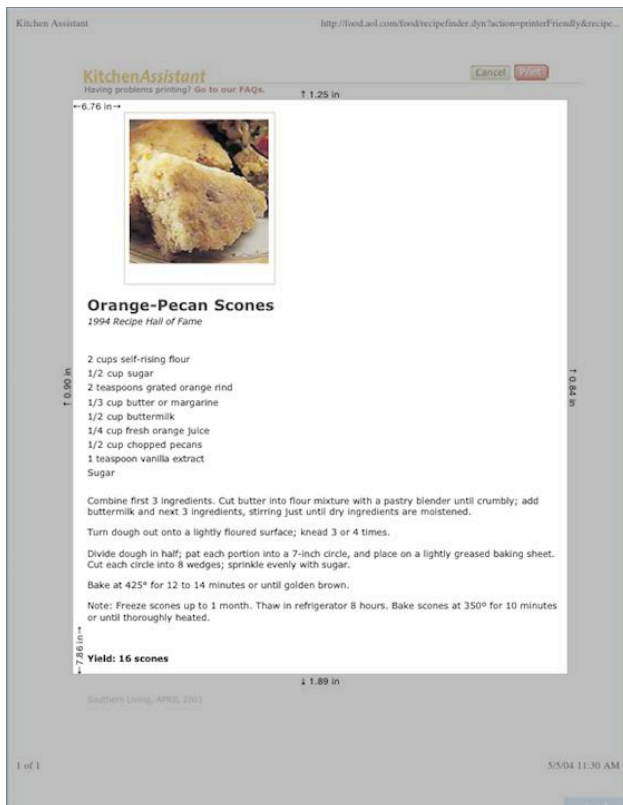 Kitchen Assistant
http://food.aol.com/food/recipefinder.dyn?action=printerFriendly&recipe...
KitchenAssistant
Cancel
Print
Having problems printing? Go to our FAQs.
↑ 1.25 in
←6.76 in→
Orange-Pecan Scones
1994 Recipe Hall of Fame
2 cups self-rising flour
1/2 cup sugar
2 teaspoons grated orange rind
1/3 cup butter or margarine
1/2 cup buttermilk
1/4 cup fresh orange juice
1/2 cup chopped pecans
1 teaspoon vanilla extract
Sugar
↑ 0.90 in
↑ 0.84 in
Combine first 3 ingredients. Cut butter into flour mixture with a pastry blender until crumbly; add
buttermilk and next 3 ingredients, stirring just until dry ingredients are moistened.
Turn dough out onto a lightly floured surface; knead 3 or 4 times.
Divide dough in half; pat each portion into a 7-inch circle, and place on a lightly greased baking sheet.
Cut each circle into 8 wedges; sprinkle evenly with sugar.
Bake at 425° for 12 to 14 minutes or until golden brown.
Note: Freeze scones up to 1 month. Thaw in refrigerator 8 hours. Bake scones at 350º for 10 minutes
or until thoroughly heated.
←7.86 in→
Yield: 16 scones
↓ 1.89 in
Southern Living, APRIL 2001
1 of 1
5/5/04 11:30 AM